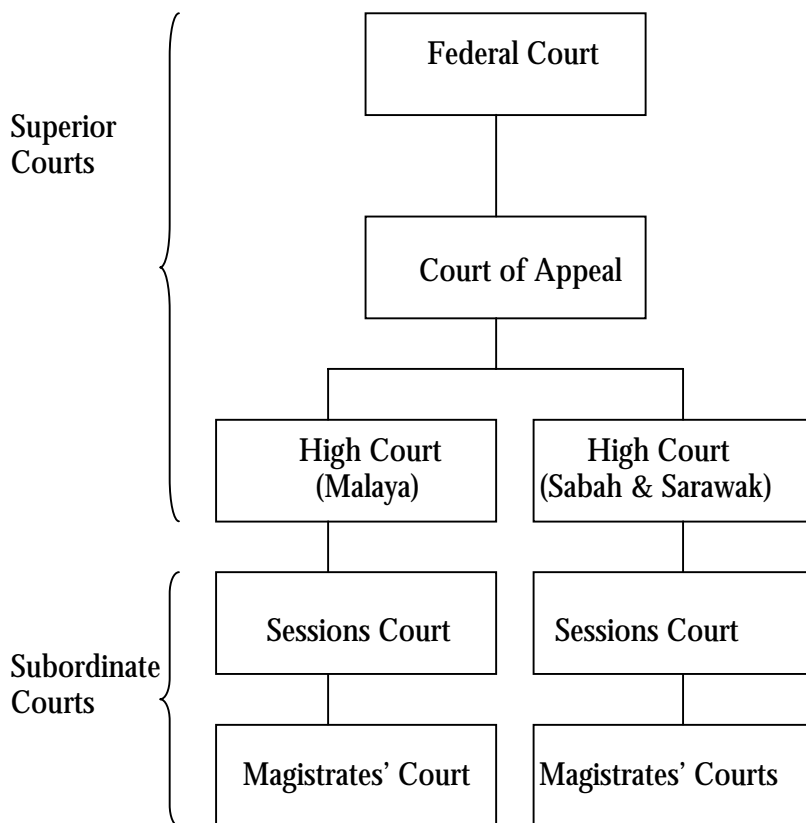 Federal Court
Superior
Courts
Court of Appeal
High Court
(Malaya)
High Court
(Sabah & Sarawak)
Sessions Court
Sessions Court
Subordinate
Courts
Magistrates’ Court
Magistrates’ Courts